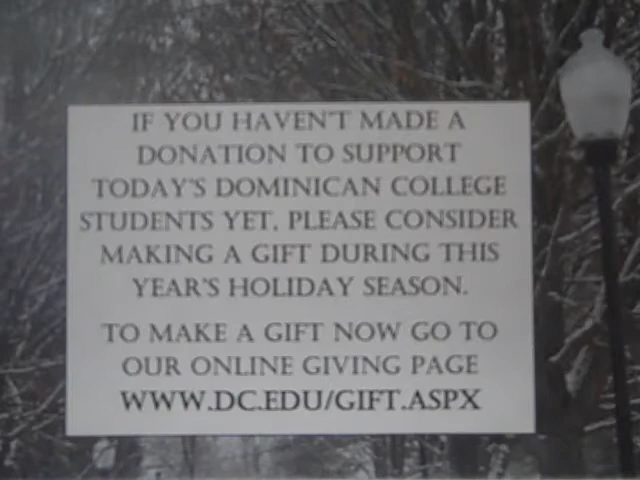 IF YOU HAVEN'T MADE A
DONATION TO SUPPORT
TODAY'S DOMINICAN COLLEGE
STUDENTS YET, PLEASE CONSIDER
MAKING A GIFT DURING THIS
YEAR'S HOLIDAY SEASON.
TO MAKE A GIFT NOW GO TO
OUR ONLINE GIVING PAGE
WWW.DC.EDU/GIFT.ASPX